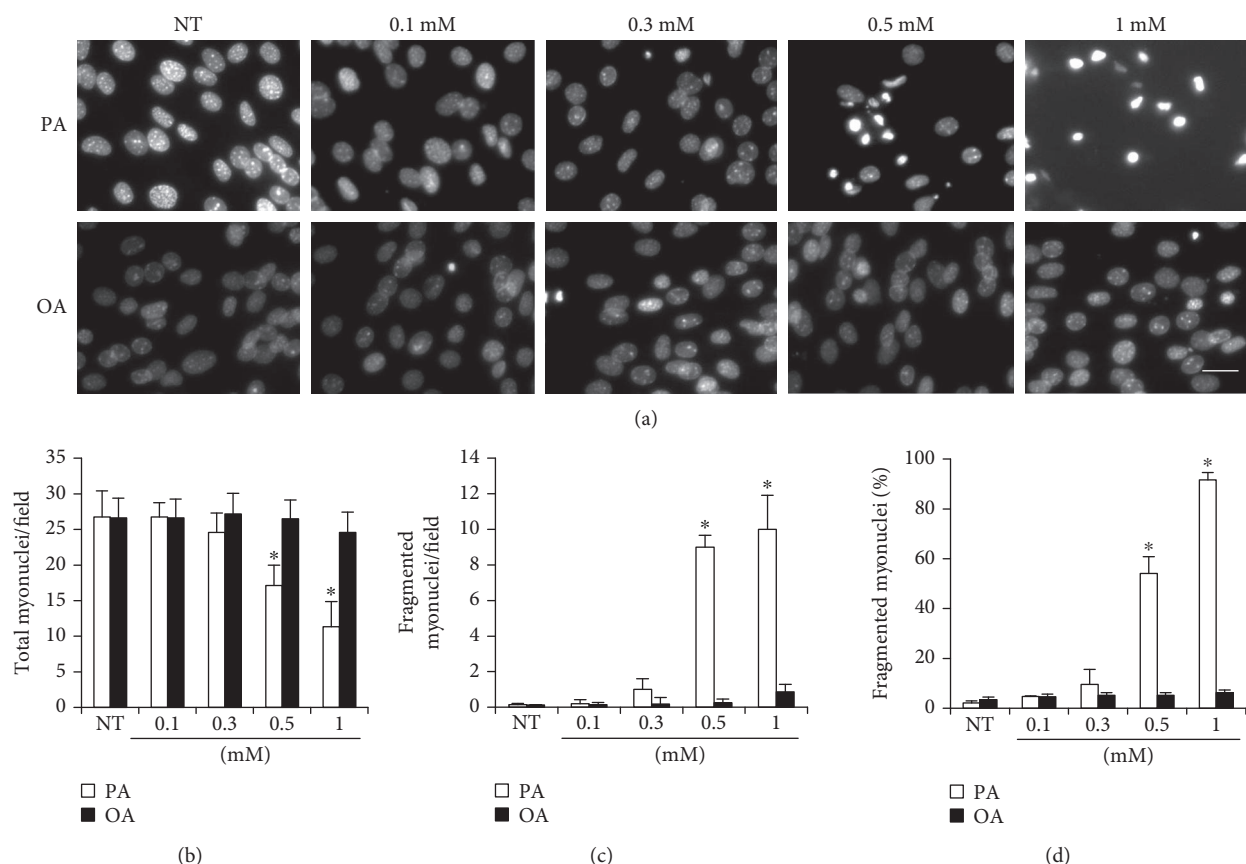 NT 0.1 mM 0.3 mM 0.5 mM 1 mM
PA
OA
(a)
Total myonuclei/field
35
30
25
20
15
10
5
0
*
*
NT 0.1 0.3 0.5 1
(mM)
PA
OA
(b)
Fragmented
myonuclei/field
14
12
10
8
6
4
2
0
*
*
NT 0.1 0.3 0.5 1
(mM)
PA
OA
(c)
Fragmented myonuclei (%)
100
80
60
40
20
0
*
*
NT 0.1 0.3 0.5 1
(mM)
PA
OA
(d)